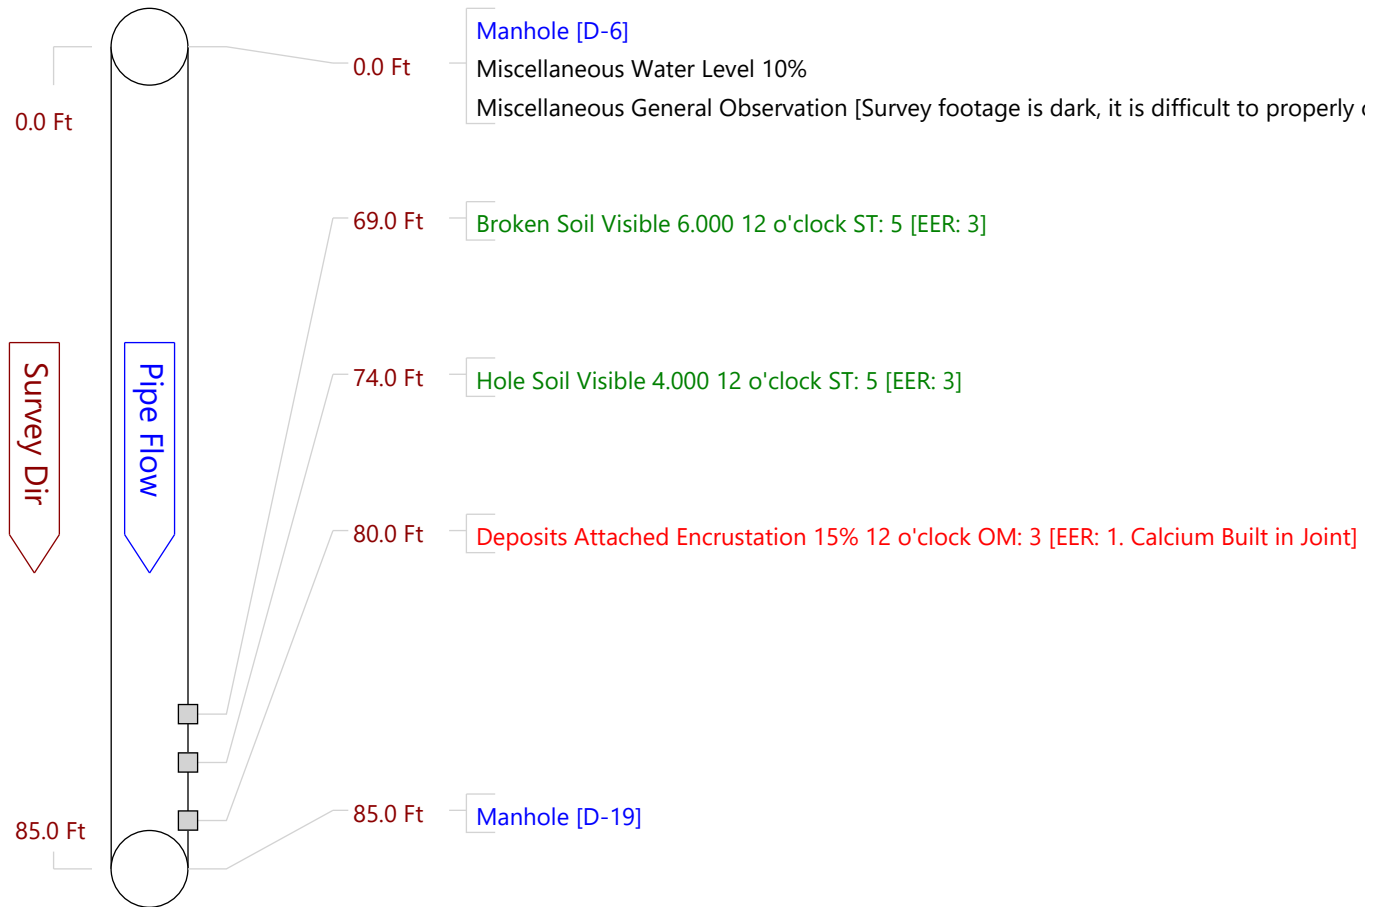 Manhole [D-6]
0.0 Ft
Miscellaneous Water Level 10%
Miscellaneous General Observation [Survey footage is dark, it is difficult to properly
0.0 Ft
69.0 Ft
Broken Soil Visible 6.000 12 o'clock ST: 5 [EER: 3]
74.0 Ft
Hole Soil Visible 4.000 12 o'clock ST: 5 [EER: 3]
Survey Dir
Pipe Flow
80.0 Ft
Deposits Attached Encrustation 15% 12 o'clock OM: 3 [EER: 1. Calcium Built in Joint]
85.0 Ft
Manhole [D-19]
85.0 Ft